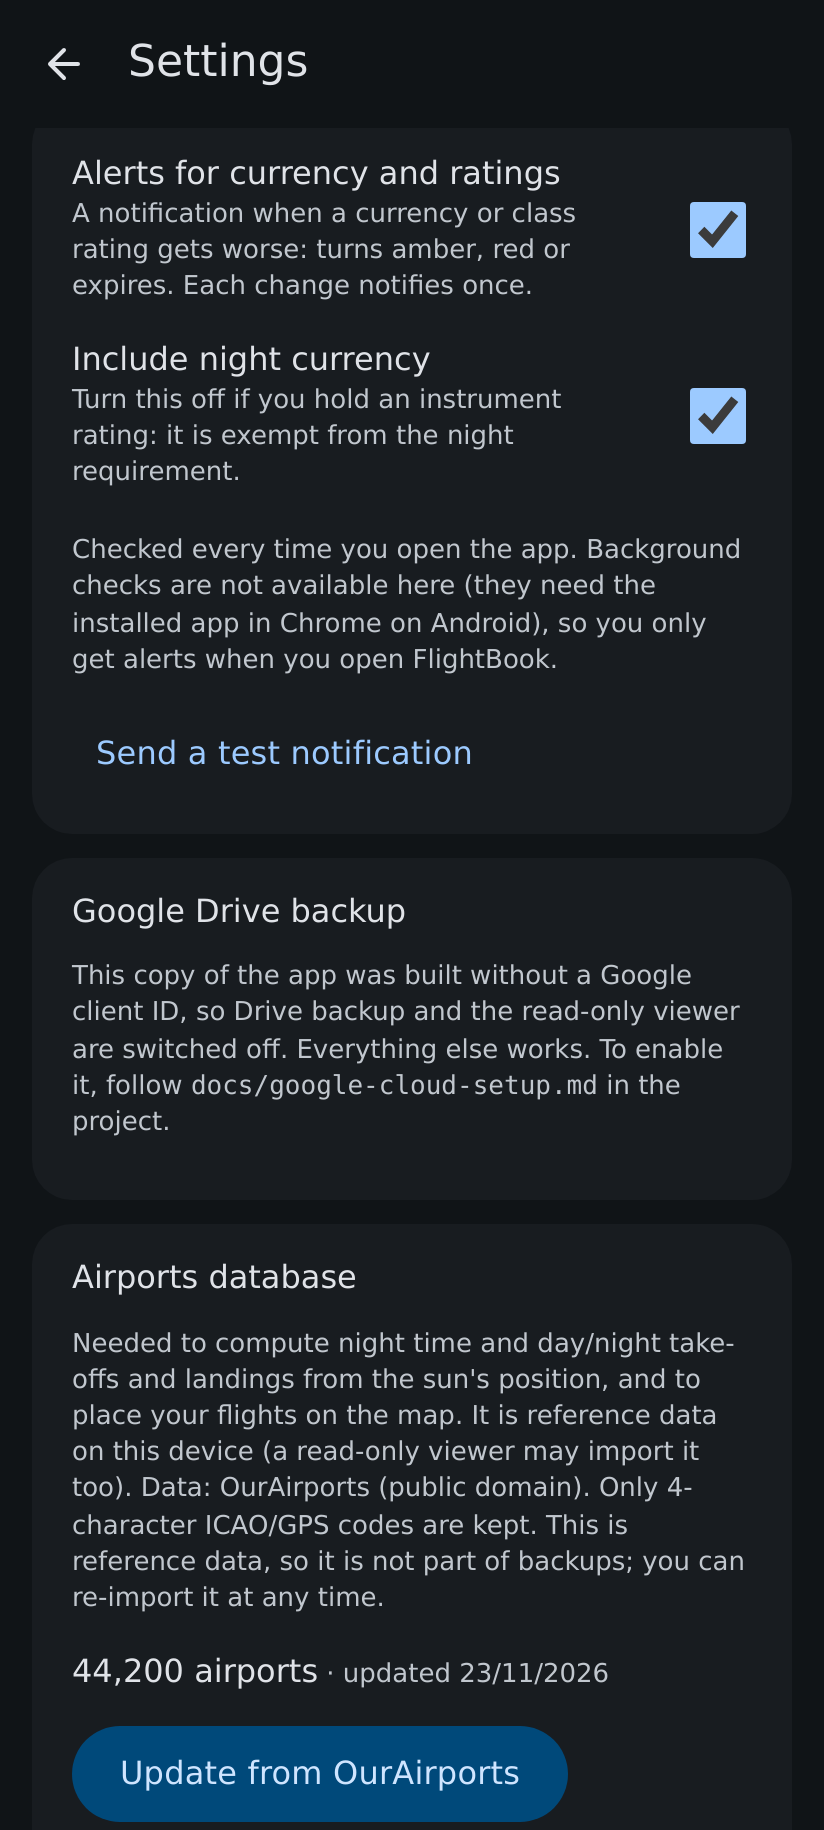 Settings
Alerts for currency and ratings
A notification when a currency or class
rating gets worse: turns amber, red or
expires. Each change notifies once.
Include night currency
Turn this off if you hold an instrument
rating: it is exempt from the night
requirement.
Checked every time you open the app. Background
checks are not available here (they need the
installed app in Chrome on Android), so you only
get alerts when you open FlightBook.
Send a test notification
Google Drive backup
This copy of the app was built without a Google
client ID, so Drive backup and the read-only viewer
are switched off. Everything else works. To enable
it, follow docs/google-cloud-setup.md in the
project.
Airports database
Needed to compute night time and day/night take-
offs and landings from the sun's position, and to
place your flights on the map. It is reference data
on this device (a read-only viewer may import it
too). Data: OurAirports (public domain). Only 4-
character ICAO/GPS codes are kept. This is
reference data, so it is not part of backups; you can
re-import it at any time.
44,200 airports · updated 23/11/2026
Update from OurAirports